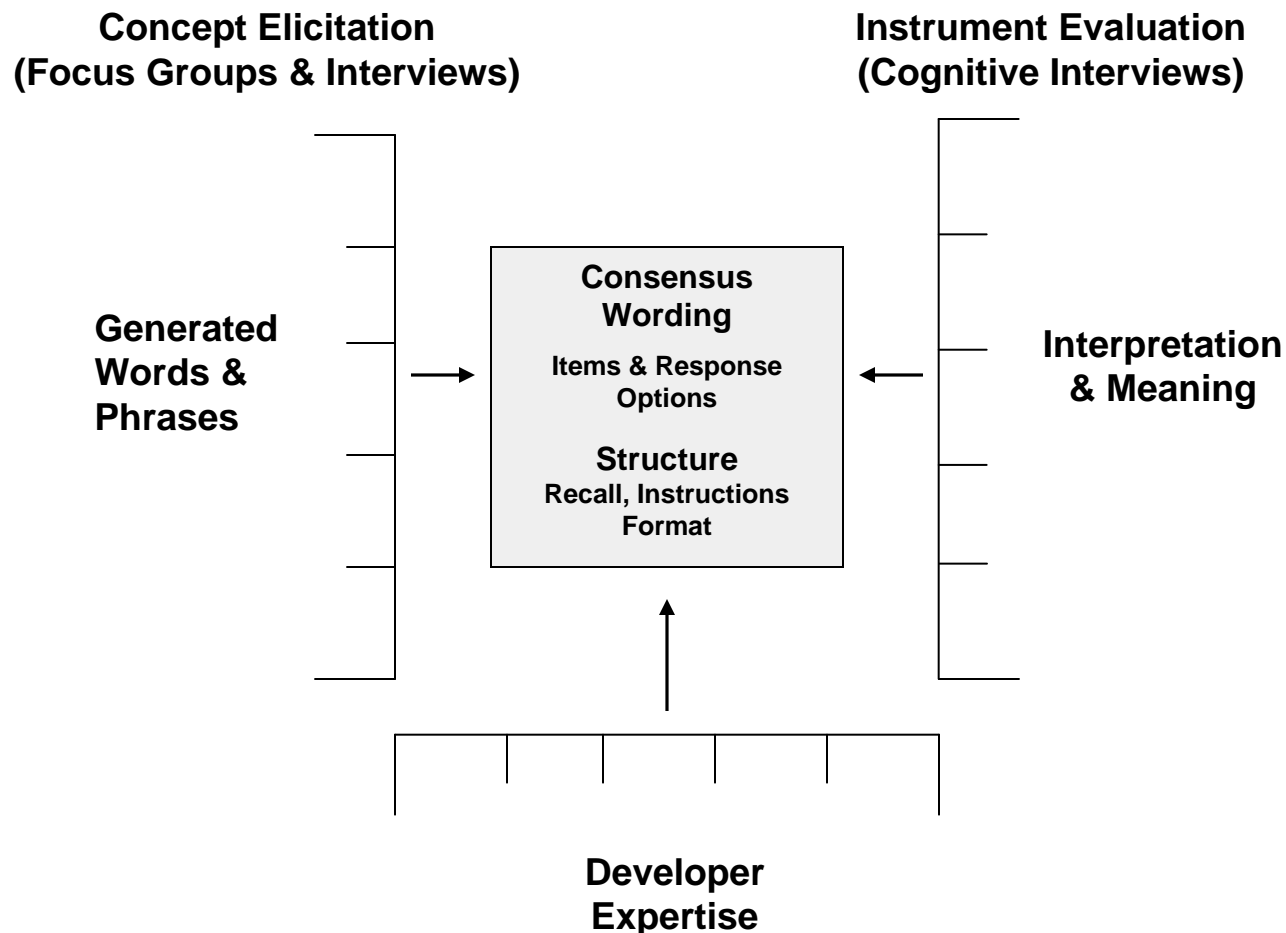 Concept Elicitation
(Focus Groups & Interviews)
Instrument Evaluation
(Cognitive Interviews)
Generated
Words &
Phrases
Consensus
Wording
Items & Response
Options
Structure
Recall, Instructions
Format
Interpretation
& Meaning
Developer
Expertise